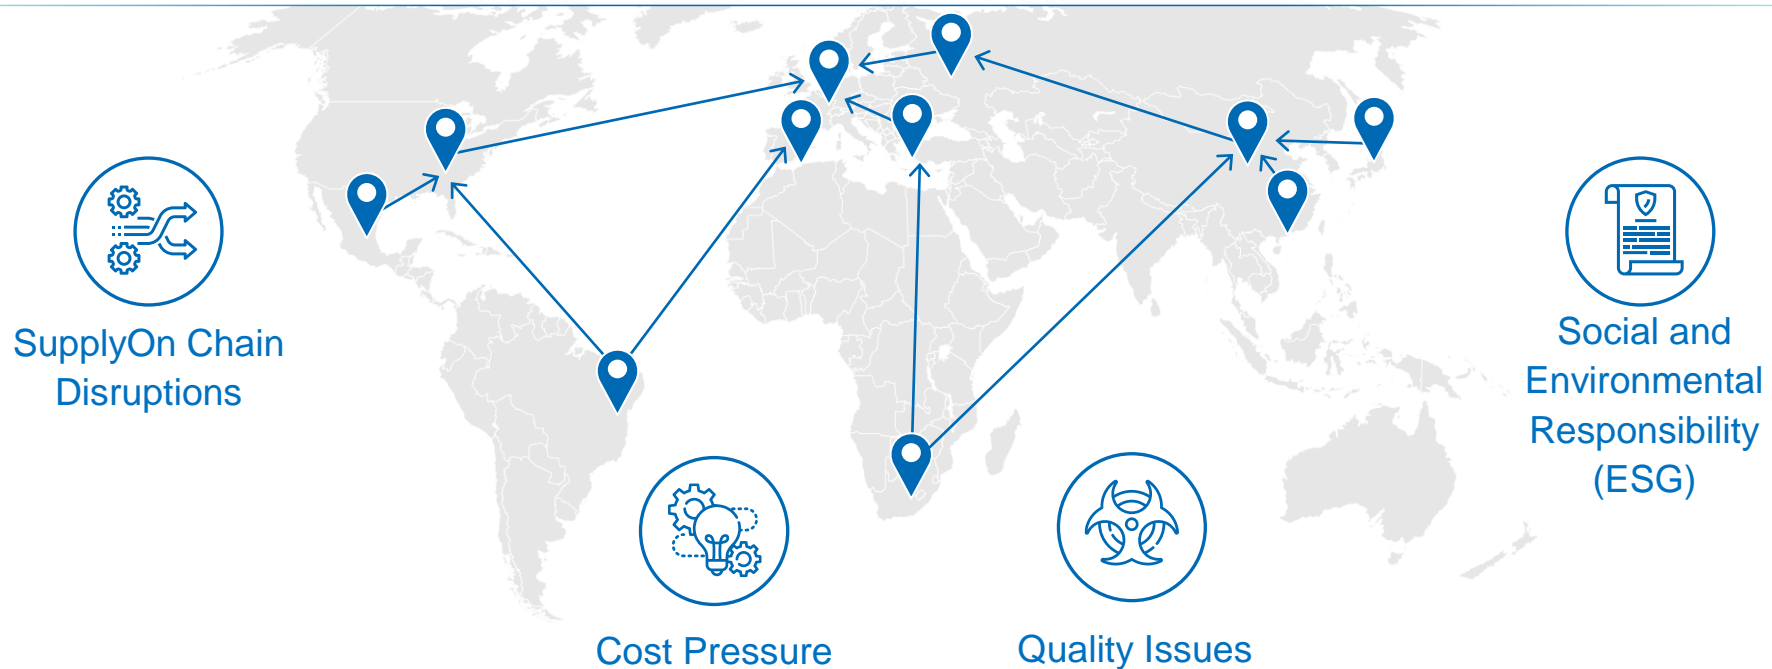 SupplyOn Chain
Disruptions
Cost Pressure
Quality Issues
Social and
Environmental
Responsibility
(ESG)